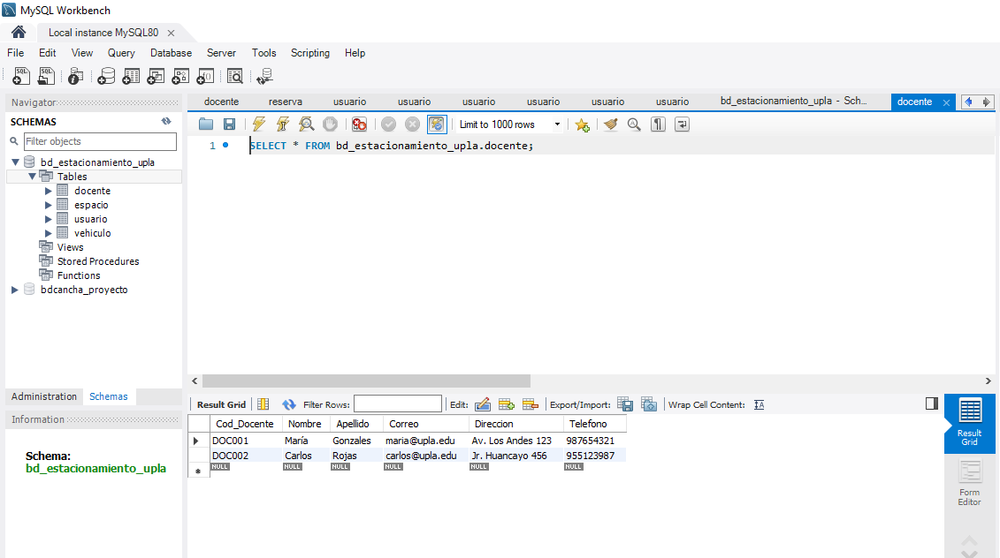 MySQL Workbench
Local instance MySQL80
File Edit View Query Database Server Tools Scripting Help
Navigator
SCHEMAS
Filter objects
bd_estacionamiento_upla
Tables
docente
espacio
usuario
vehiculo
Views
Stored Procedures
Functions
bdcancha_proyecto
Administration Schemas
Information
Schema:
bd_estacionamiento_upla
docente reserva usuario usuario usuario usuario usuario usuario bd_estacionamiento_upla - Sch... docente
Limit to 1000 rows
1 SELECT * FROM bd_estacionamiento_upla.docente;
Result Grid Filter Rows: Edit: Export/Import: Wrap Cell Content:
Cod_Docente Nombre Apellido Correo Direccion Telefono
DOC001 María Gonzales maria@upla.edu Av. Los Andes 123 987654321
DOC002 Carlos Rojas carlos@upla.edu Jr. Huancayo 456 955123987
NULL NULL NULL NULL NULL NULL
Result
Grid
Form
Editor